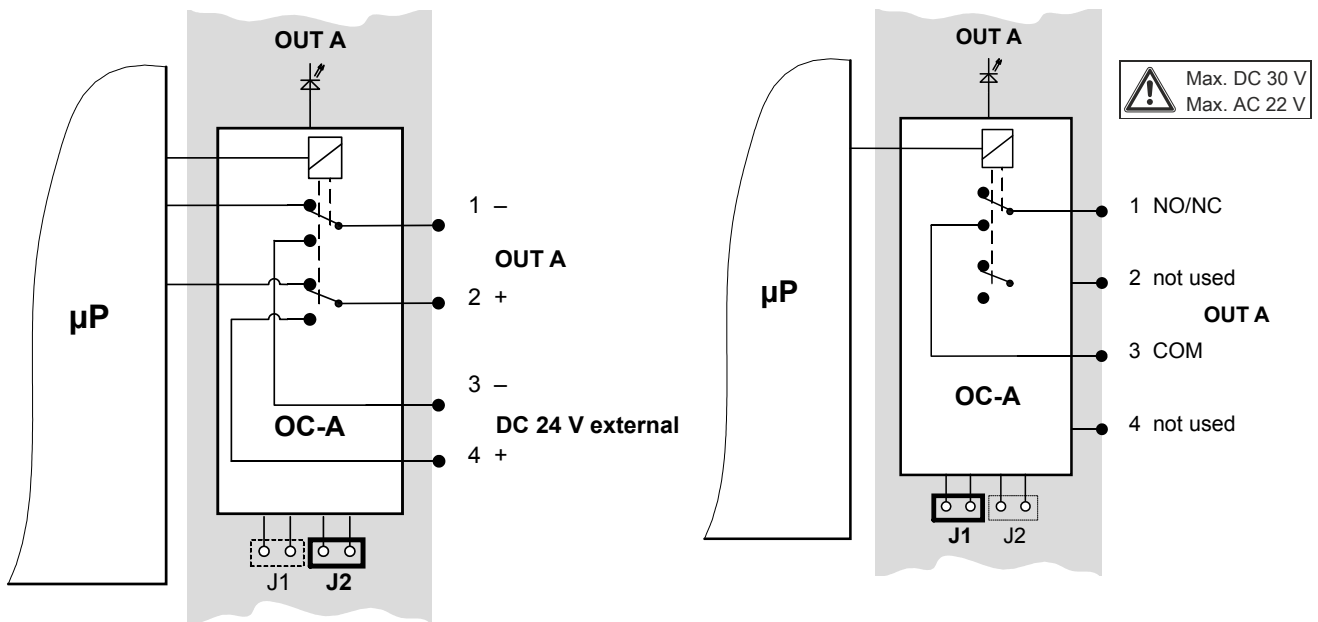 OUT A
µP
1 –
OUT A
2 +
3 –
DC 24 V external
4 +
OC-A
J1 J2
OUT A
Max. DC 30 V
Max. AC 22 V
µP
1 NO/NC
2 not used
OUT A
3 COM
4 not used
OC-A
J1 J2